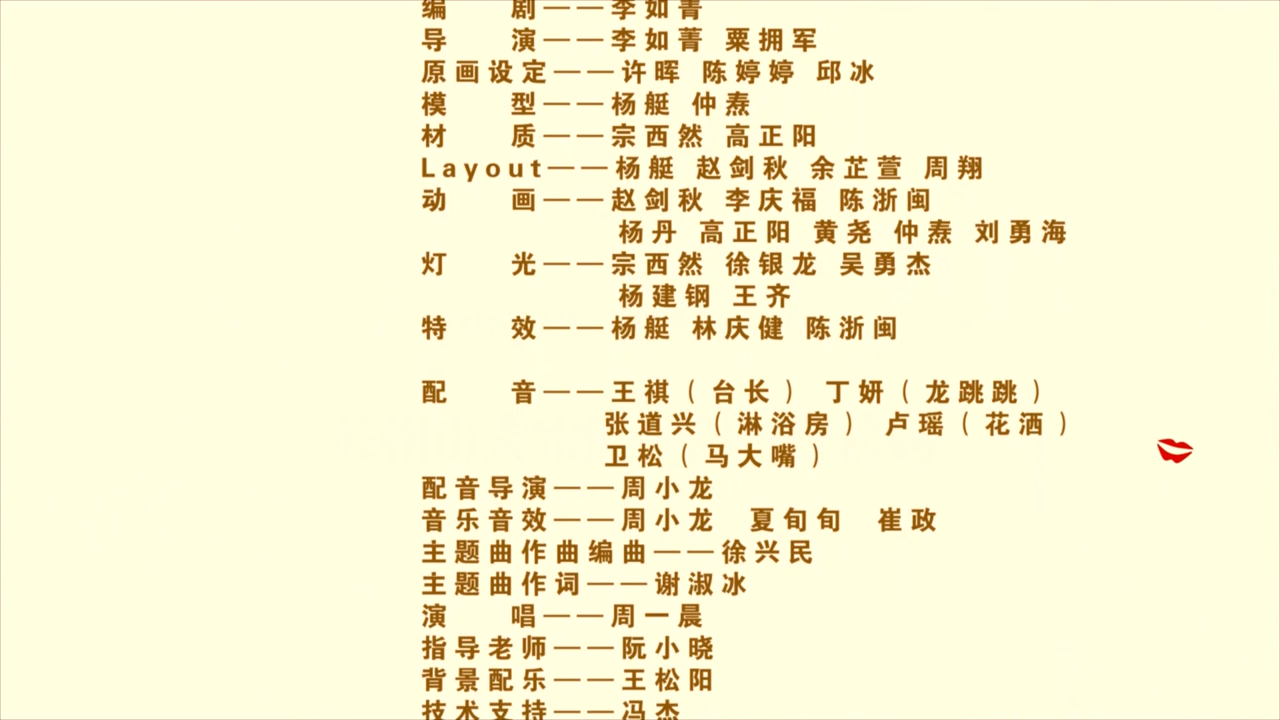 编 剧——李如菁
导 演——李如菁 粟拥军
原画设定——许晖 陈婷婷 邱冰
模 型——杨艇 仲焘
材 质——宗西然 高正阳
Layout——杨艇 赵剑秋 余芷萱 周翔
动 画——赵剑秋 李庆福 陈浙闽
杨丹 高正阳 黄尧 仲焘 刘勇海
灯 光——宗西然 徐银龙 吴勇杰
杨建钢 王齐
特 效——杨艇 林庆健 陈浙闽
配 音——王祺（台长） 丁妍（龙跳跳）
张道兴（淋浴房） 卢瑶（花洒）
卫松（马大嘴）
配音导演——周小龙
音乐音效——周小龙 夏旬旬 崔政
主题曲作曲编曲——徐兴民
主题曲作词——谢淑冰
演 唱——周一晨
指导老师——阮小晓
背景配乐——王松阳
技术支持——冯杰